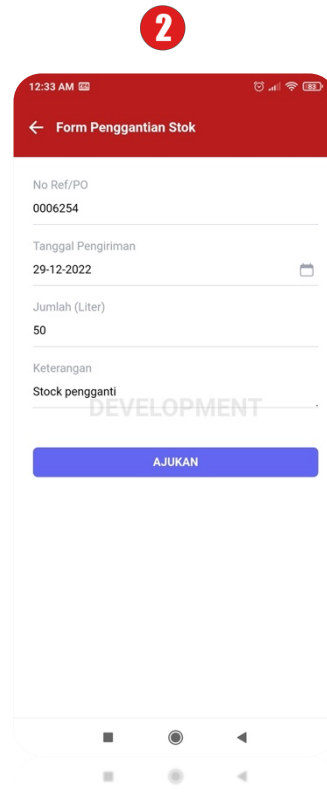 2
12:33 AM
63
Form Penggantian Stok
No Ref/PO
0006254
Tanggal Pengiriman
29-12-2022
Jumlah (Liter)
50
Keterangan
Stock pengganti
DEVELOPMENT
AJUKAN